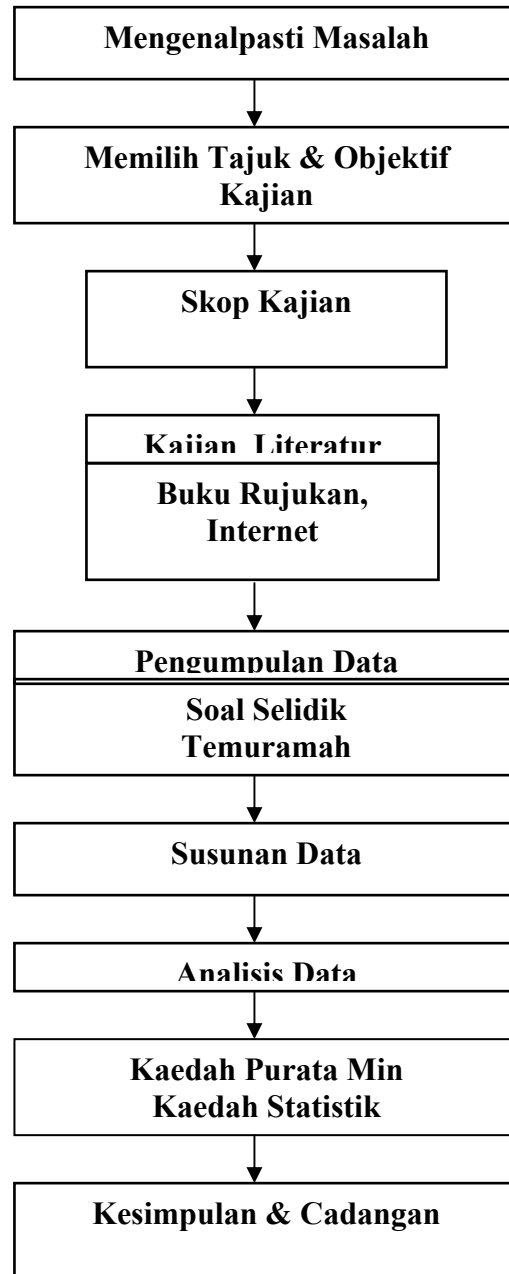 Mengenalpasti Masalah
Memilih Tajuk & Objektif
Kajian
Skop Kajian
Kajian Literatur
Buku Rujukan,
Internet
Pengumpulan Data
Soal Selidik
Temuramah
Susunan Data
Analisis Data
Kaedah Purata Min
Kaedah Statistik
Kesimpulan & Cadangan